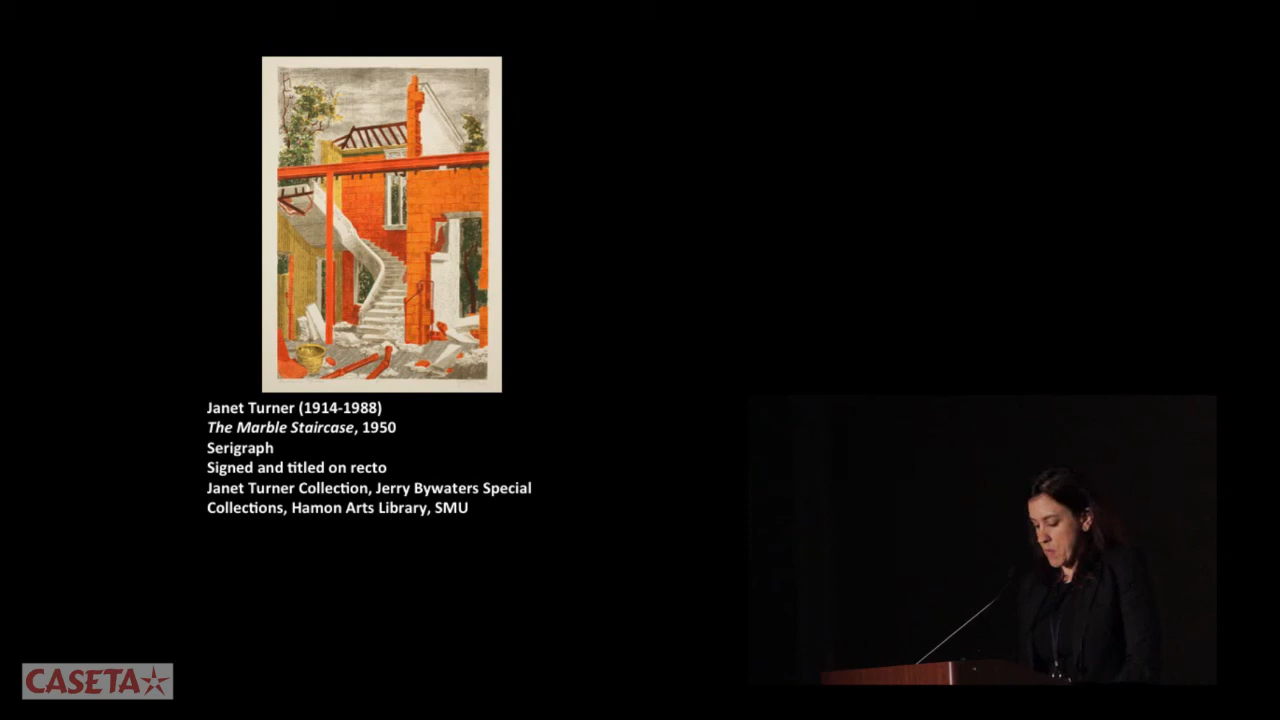 Janet Turner (1914-1988)
The Marble Staircase, 1950
Serigraph
Signed and titled on recto
Janet Turner Collection, Jerry Bywaters Special
Collections, Hamon Arts Library, SMU
CASETA